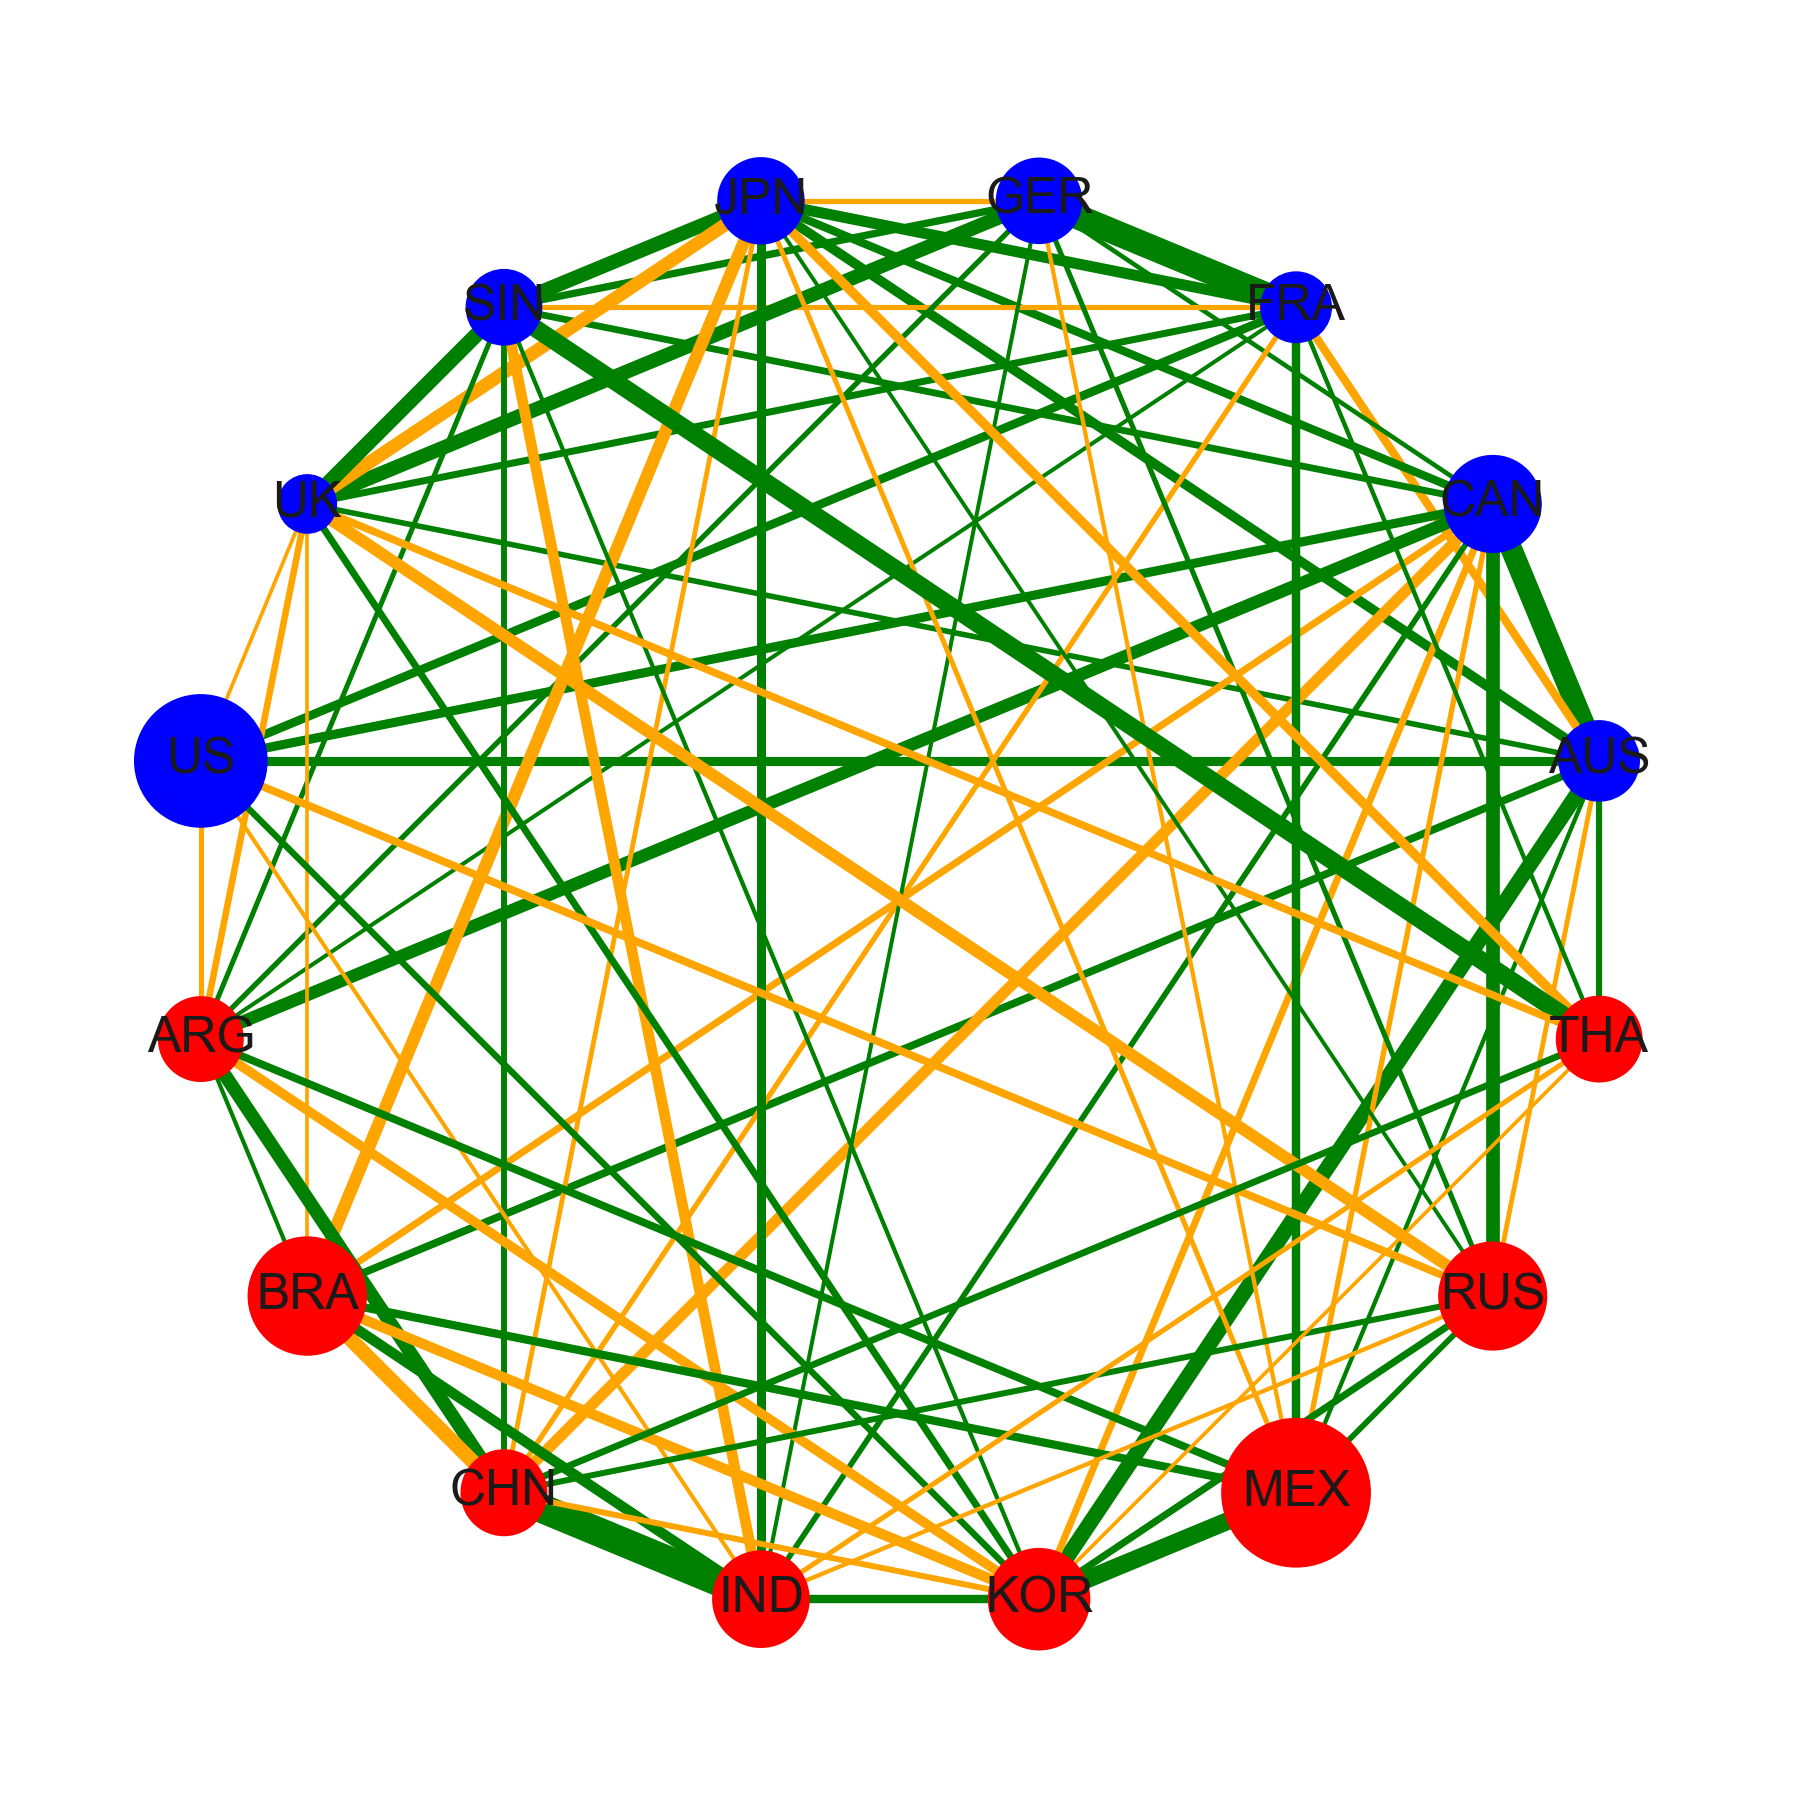 JPN
GER
SIN
FRA
UK
CAN
US
AUS
ARG
THA
BRA
RUS
CHN
MEX
IND
KOR